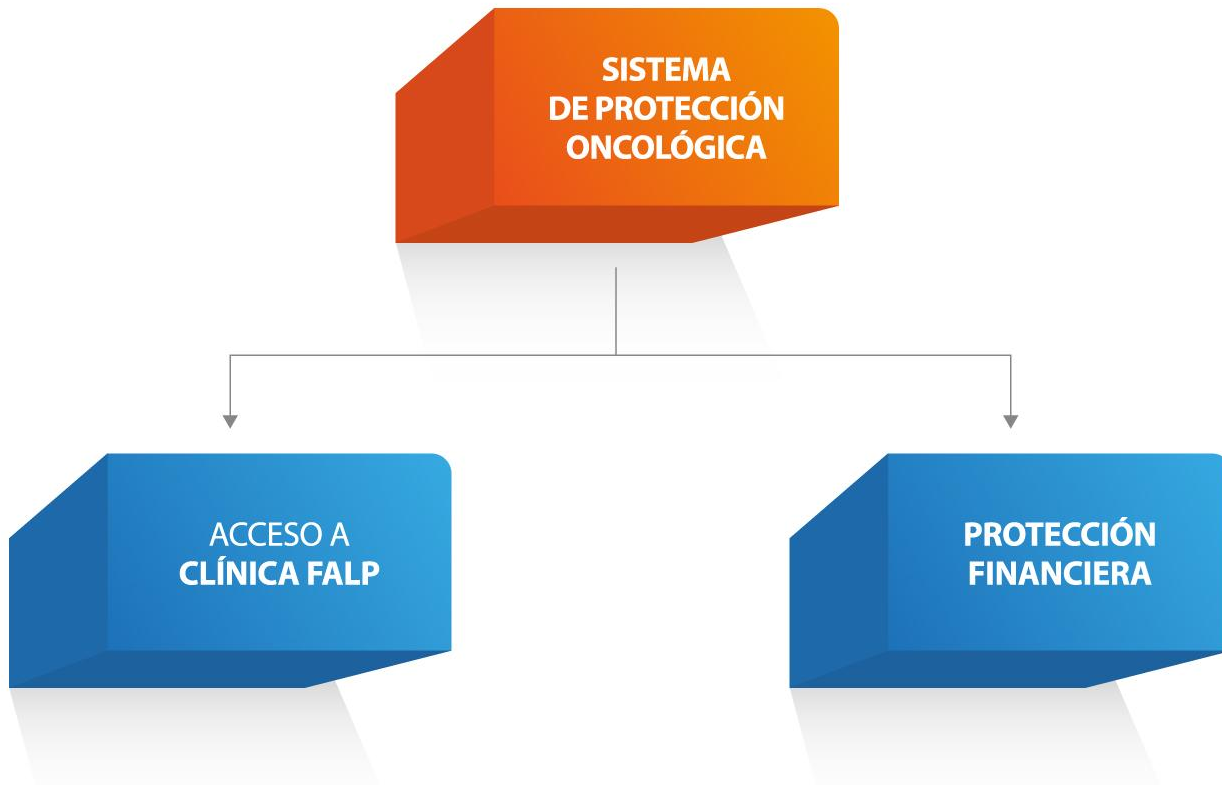 SISTEMA
DE PROTECCIÓN
ONCOLÓGICA
ACCESO A
CLÍNICA FALP
PROTECCIÓN
FINANCIERA